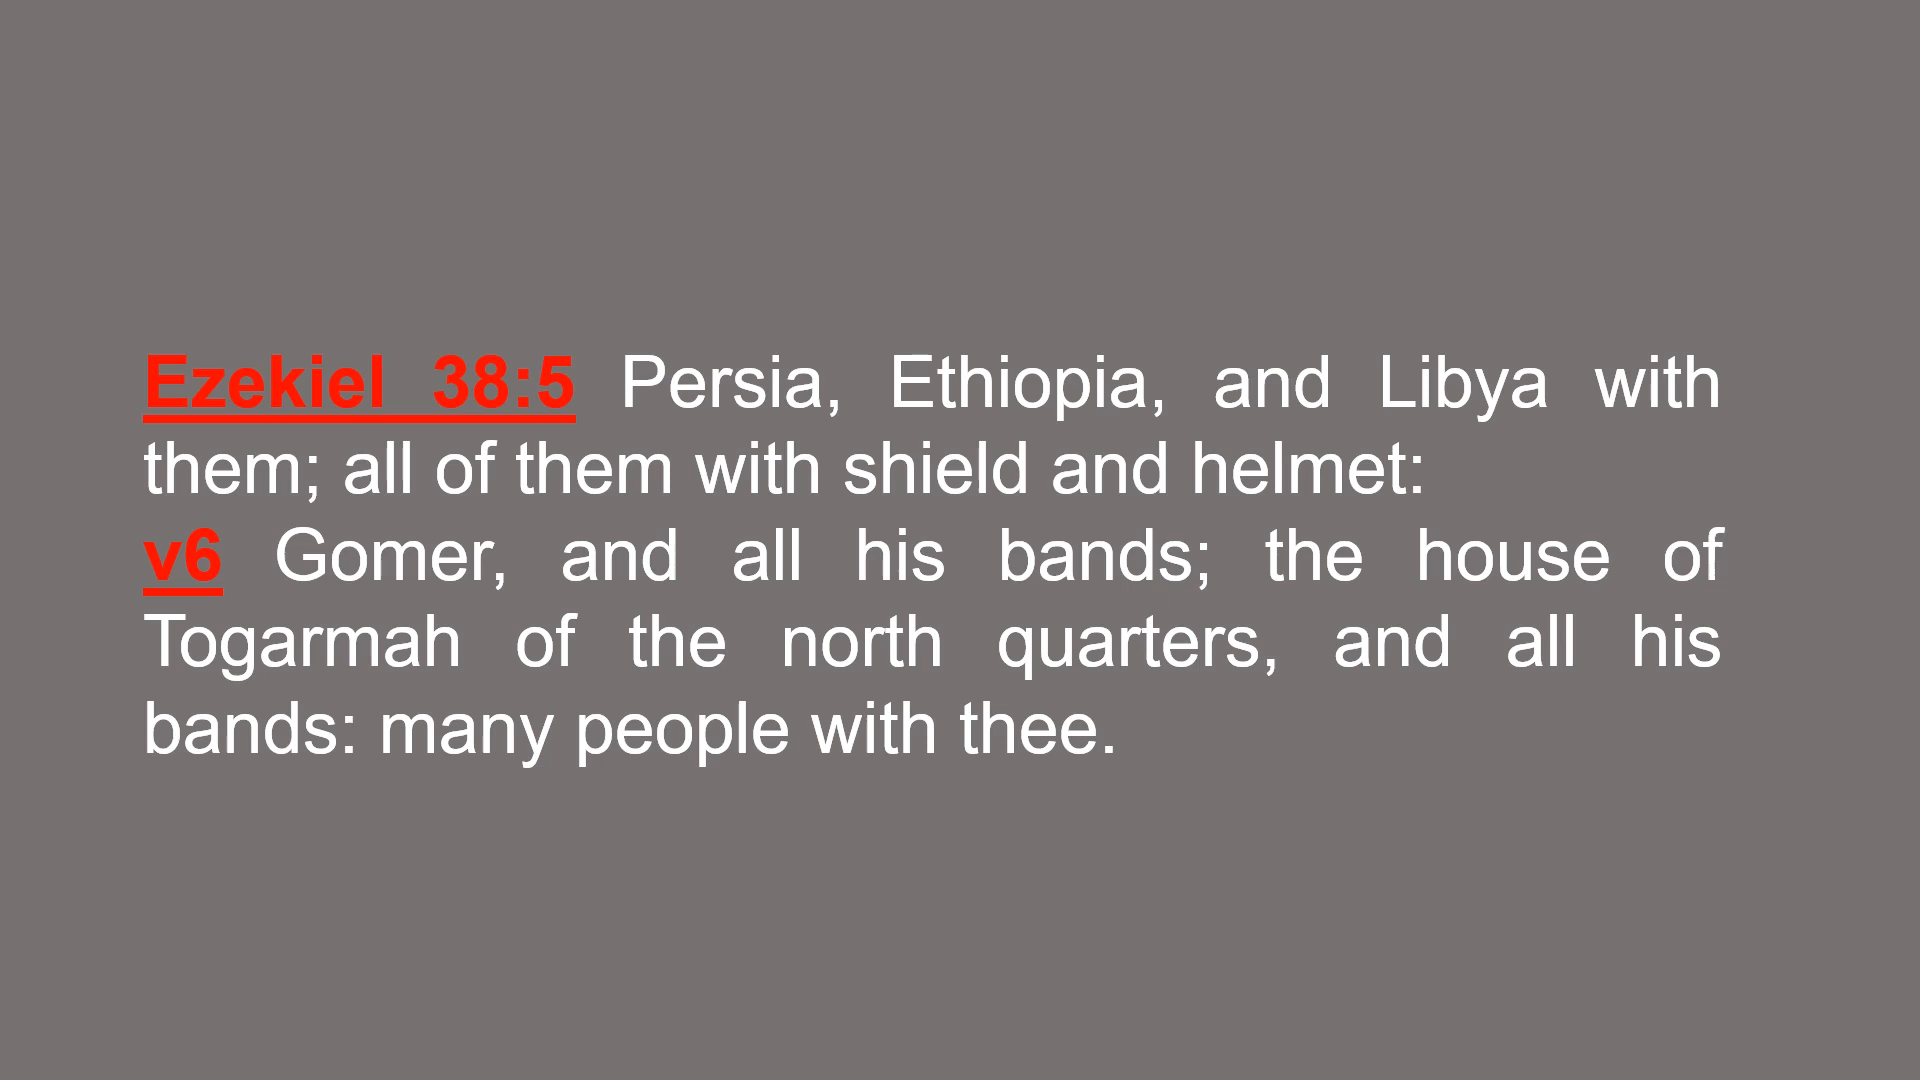 Ezekiel 38:5 Persia, Ethiopia, and Libya with
them; all of them with shield and helmet:
v6 Gomer, and all his bands; the house of
Togarmah of the north quarters, and all his
bands: many people with thee.